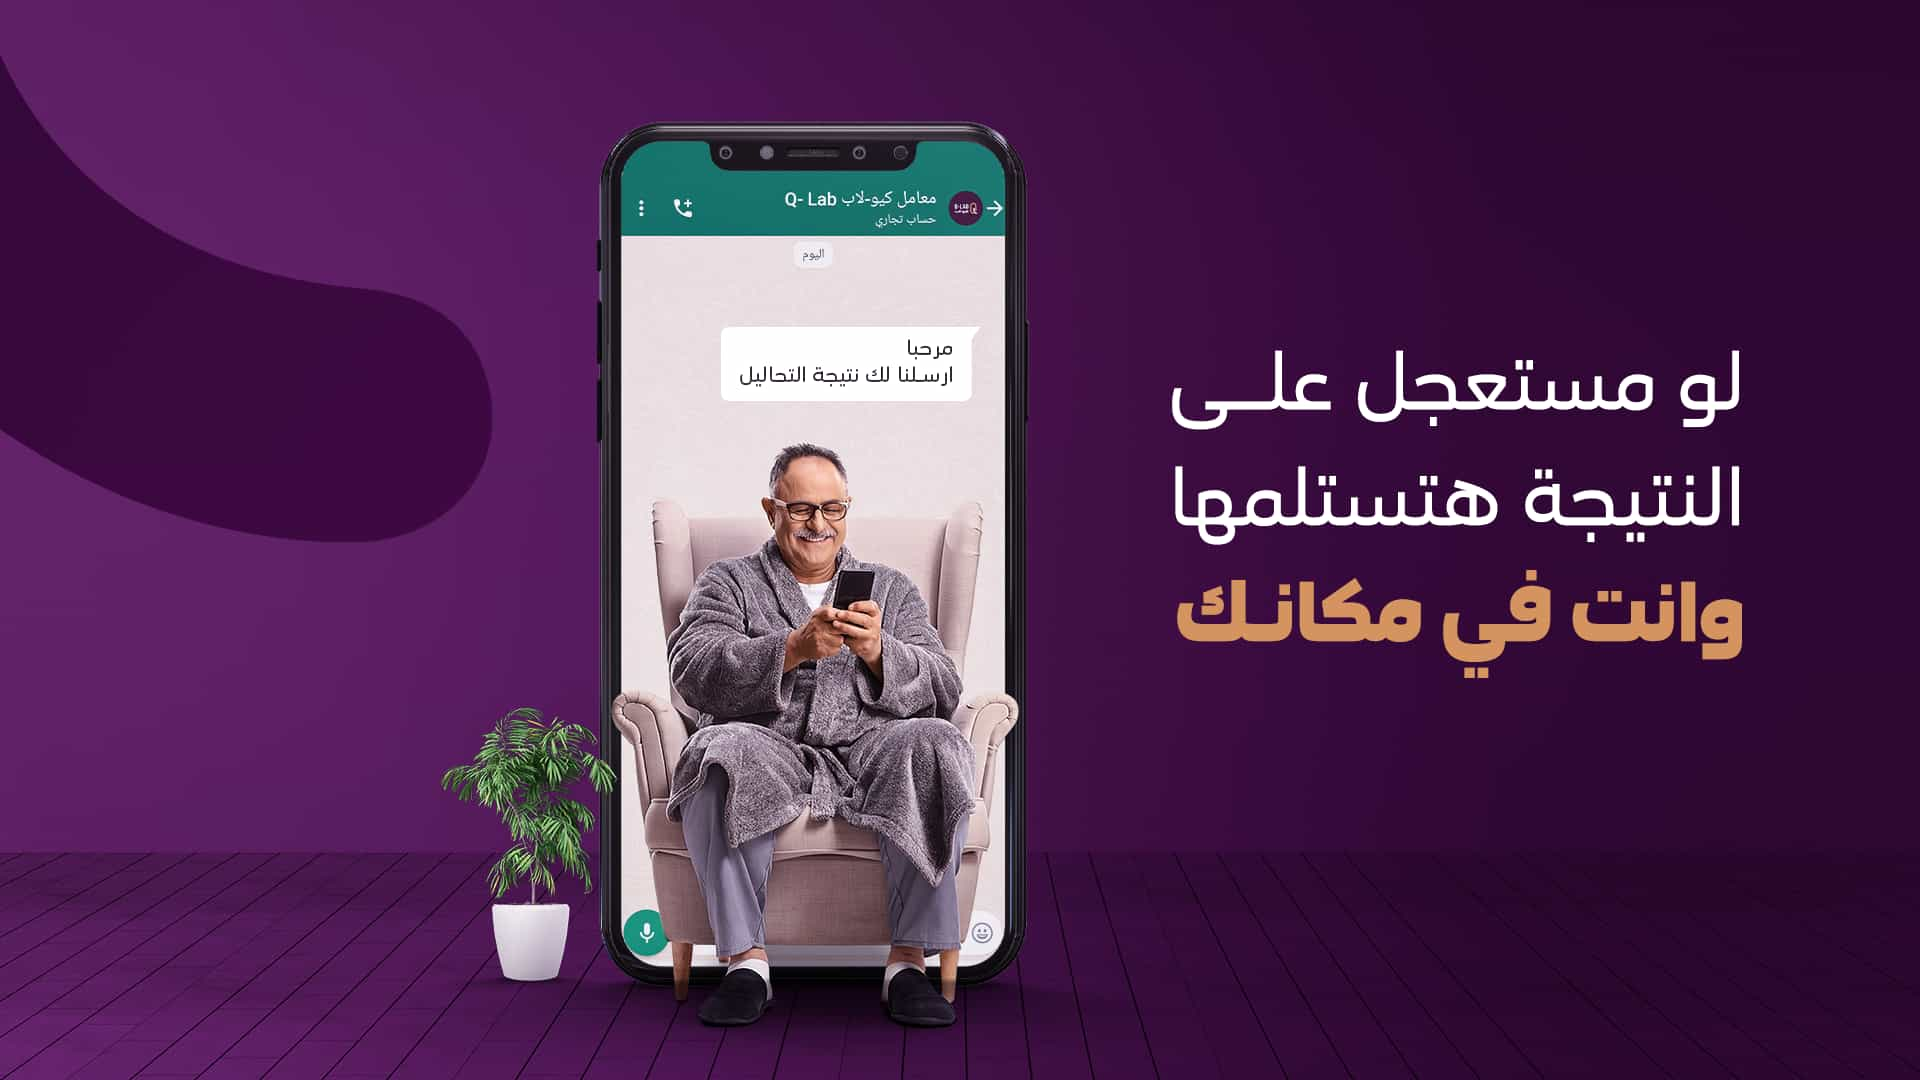 معامل كيو-لاب Q- Lab
حساب تجاري
اليوم
مرحبا
ارسلنا لك نتيجة التحاليل
لو مستعجل على
النتيجة هتستلمها
وانت في مكانك